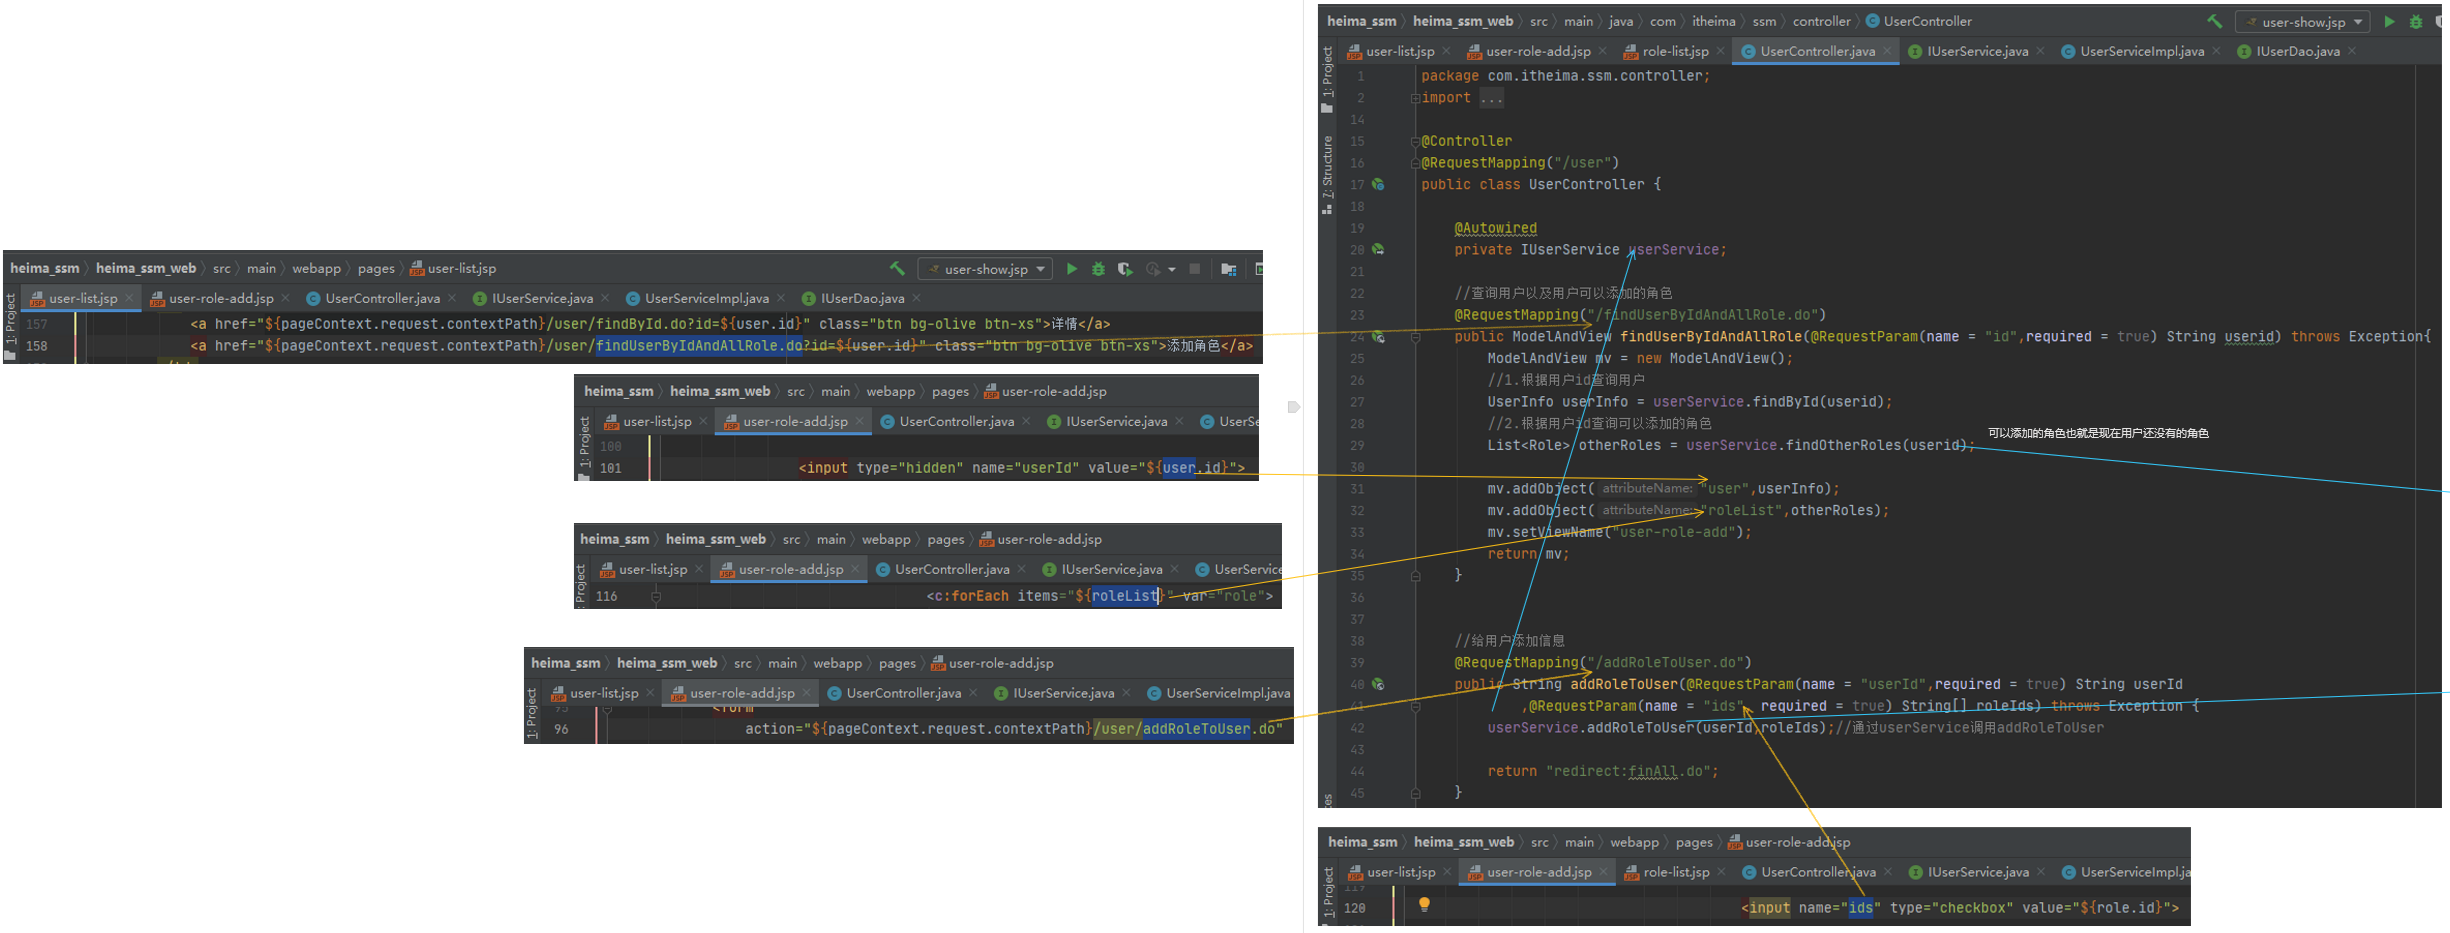 heima_ssm 〉 heima_ssm_web 〉 src 〉 main 〉 webapp 〉 pages 〉 user-list.jsp
user-show.jsp
user-list.jsp × user-role-add.jsp × UserController.java × IUserService.java × UserServiceImpl.java × IUserDao.java ×
1: Project
157 <a href="${pageContext.request.contextPath}/user/findById.do?id=${user.id}" class="btn bg-olive btn-xs">详情</a>
158 <a href="${pageContext.request.contextPath}/user/findUserByIdAndAllRole.do?id=${user.id}" class="btn bg-olive btn-xs">添加角色</a>
heima_ssm 〉 heima_ssm_web 〉 src 〉 main 〉 webapp 〉 pages 〉 user-role-add.jsp
user-list.jsp × user-role-add.jsp × UserController.java × IUserService.java × UserSe
1: Project
100
101 <input type="hidden" name="userId" value="${user.id}">
heima_ssm 〉 heima_ssm_web 〉 src 〉 main 〉 webapp 〉 pages 〉 user-role-add.jsp
user-list.jsp × user-role-add.jsp × UserController.java × IUserService.java × UserServic
: Project
116 <c:forEach items="${roleList}" var="role">
heima_ssm 〉 heima_ssm_web 〉 src 〉 main 〉 webapp 〉 pages 〉 user-role-add.jsp
user-list.jsp × user-role-add.jsp × UserController.java × IUserService.java × UserServiceImpl.java
1: Project
95 <form
96 action="${pageContext.request.contextPath}/user/addRoleToUser.do"
heima_ssm 〉 heima_ssm_web 〉 src 〉 main 〉 java 〉 com 〉 itheima 〉 ssm 〉 controller 〉 UserController
user-show.jsp
user-list.jsp × user-role-add.jsp × role-list.jsp × UserController.java × IUserService.java × UserServiceImpl.java × IUserDao.java ×
1: Project
7: Structure
1 package com.itheima.ssm.controller;
2 import ...
14
15 @Controller
16 @RequestMapping("/user")
17 public class UserController {
18
19 @Autowired
20 private IUserService userService;
21
22 //查询用户以及用户可以添加的角色
23 @RequestMapping("/findUserByIdAndAllRole.do")
24 public ModelAndView findUserByIdAndAllRole(@RequestParam(name = "id",required = true) String userid) throws Exception{
25 ModelAndView mv = new ModelAndView();
26 //1.根据用户id查询用户
27 UserInfo userInfo = userService.findById(userid);
28 //2.根据用户id查询可以添加的角色
29 List<Role> otherRoles = userService.findOtherRoles(userid);
可以添加的角色也就是现在用户还没有的角色
30
31 mv.addObject( attributeName: "user",userInfo);
32 mv.addObject( attributeName: "roleList",otherRoles);
33 mv.setViewName("user-role-add");
34 return mv;
35 }
36
37
38 //给用户添加信息
39 @RequestMapping("/addRoleToUser.do")
40 public String addRoleToUser(@RequestParam(name = "userId",required = true) String userId
41 ,@RequestParam(name = "ids", required = true) String[] roleIds) throws Exception {
42 userService.addRoleToUser(userId,roleIds);//通过userService调用addRoleToUser
43
44 return "redirect:finAll.do";
45 }
heima_ssm 〉 heima_ssm_web 〉 src 〉 main 〉 webapp 〉 pages 〉 user-role-add.jsp
user-list.jsp × user-role-add.jsp × role-list.jsp × UserController.java × IUserService.java × UserServiceImpl.ja
1: Project
119
120 <input name="ids" type="checkbox" value="${role.id}">